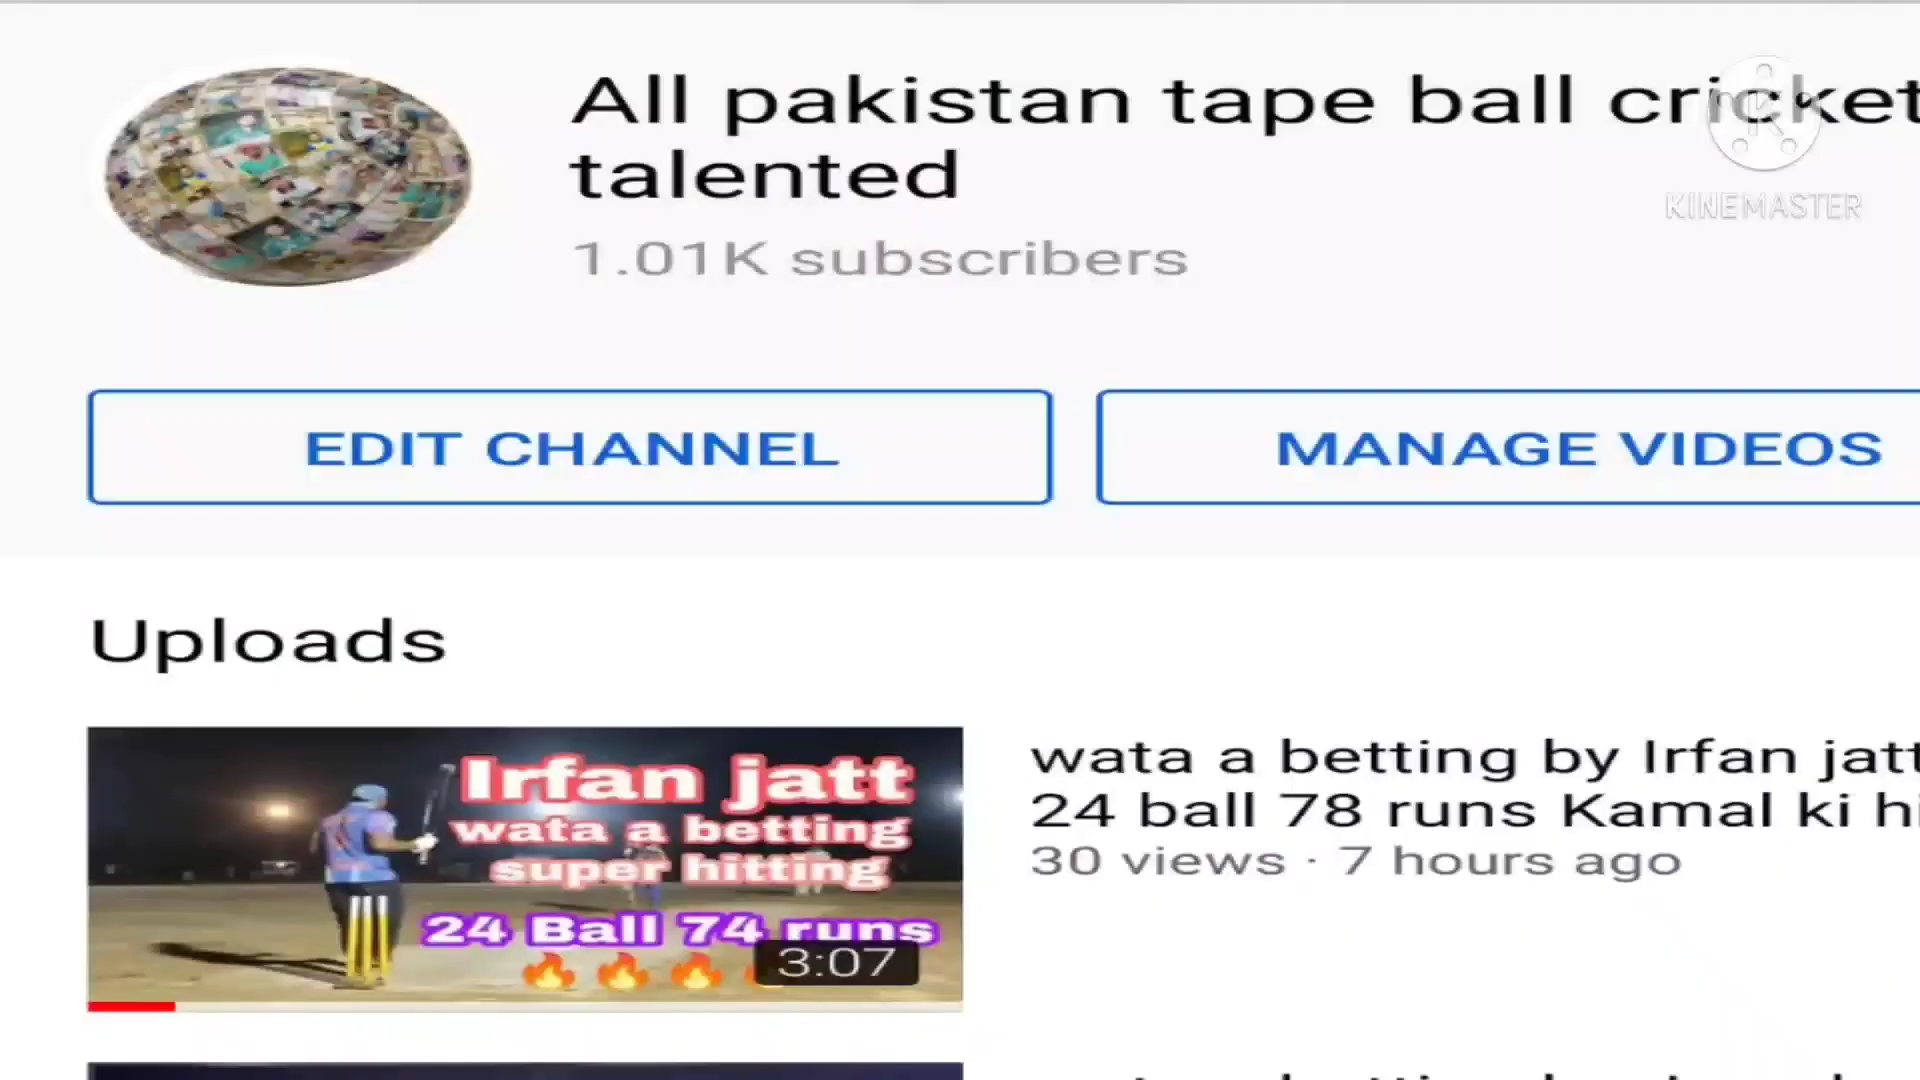 All pakistan tape ball cricket
talented
1.01K subscribers
KINEMASTER
EDIT CHANNEL
MANAGE VIDEOS
Uploads
Irfan jatt
wata a betting
super hitting
24 Ball 74 runs
3:07
wata a betting by Irfan jatt
24 ball 78 runs Kamal ki hi
30 views · 7 hours ago